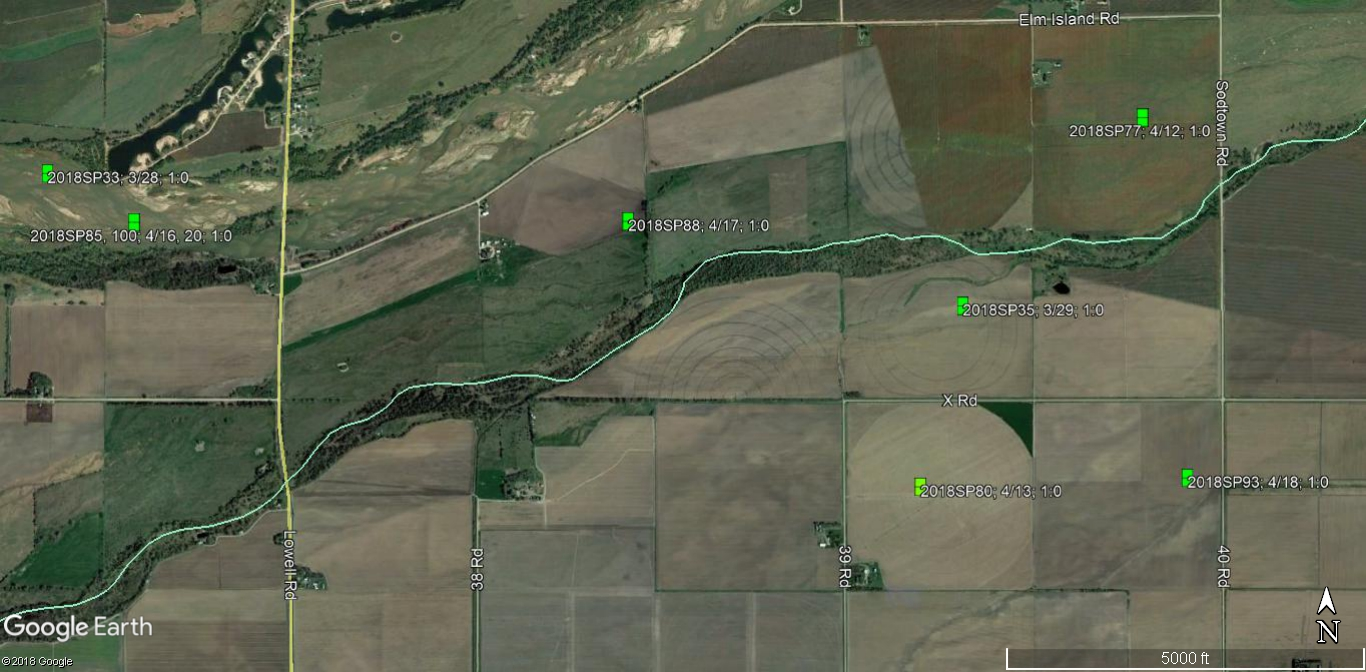 Elm Island Rd
Sodtown Rd
2018SP77; 4/12; 1:0
2018SP33; 3/28; 1:0
2018SP88; 4/17; 1:0
2018SP85, 100; 4/16, 20; 1:0
2018SP35; 3/29; 1:0
X Rd
2018SP93; 4/18; 1:0
2018SP80; 4/13; 1:0
Lowell Rd
38 Rd
39 Rd
40 Rd
Google Earth
N
©2018 Google
5000 ft